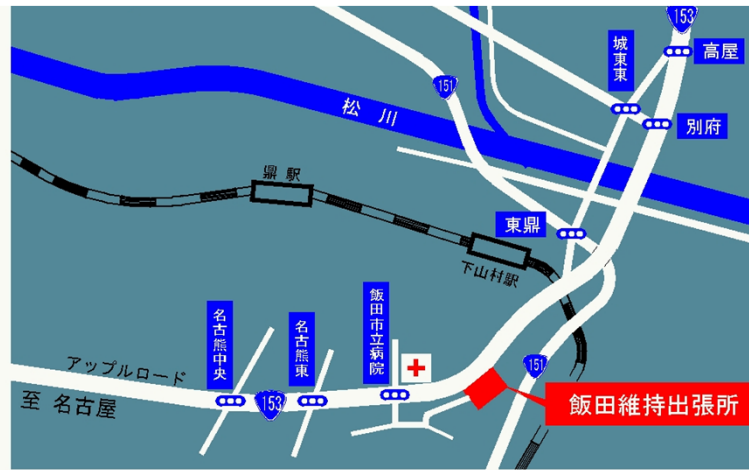 153
高屋
城東東
151
別府
松川
鼎駅
東鼎
下山村駅
飯田市立病院
名古熊東
名古熊中央
アップルロード
151
153
至 名古屋
飯田維持出張所